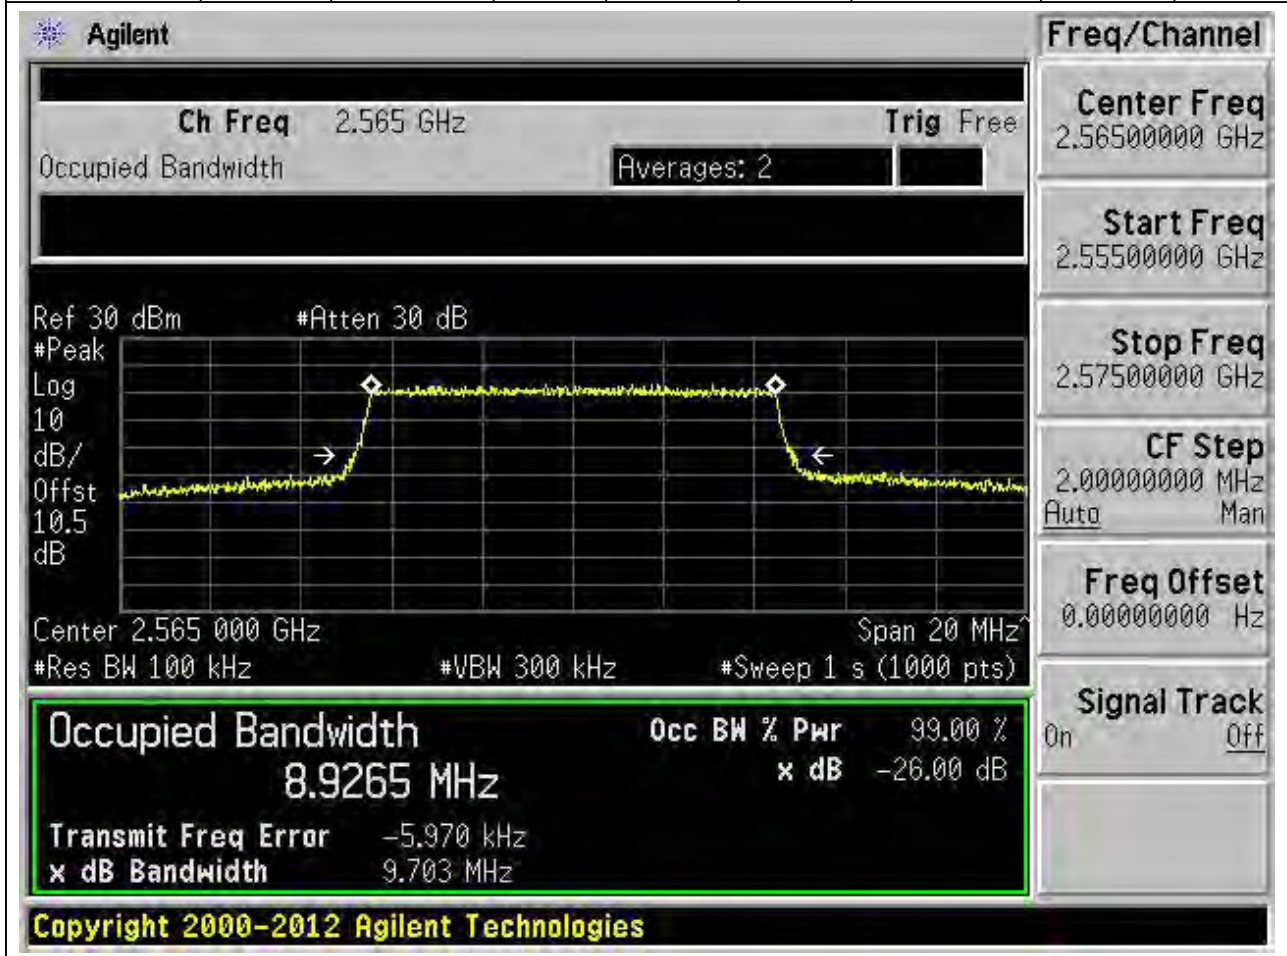 Agilent
Freq/Channel
Ch Freq 2.565 GHz Trig Free
Occupied Bandwidth Averages: 2
Center Freq
2.56500000 GHz
Start Freq
2.55500000 GHz
Stop Freq
2.57500000 GHz
CF Step
2.00000000 MHz
Auto Man
Freq Offset
0.00000000 Hz
Signal Track
On Off
Ref 30 dBm #Atten 30 dB
#Peak
Log
10
dB/
Offst
10.5
dB
Center 2.565 000 GHz Span 20 MHz^
#Res BW 100 kHz #VBW 300 kHz #Sweep 1 s (1000 pts)
Occupied Bandwidth Occ BW % Pwr 99.00 %
8.9265 MHz x dB -26.00 dB
Transmit Freq Error -5.970 kHz
x dB Bandwidth 9.703 MHz
Copyright 2000-2012 Agilent Technologies